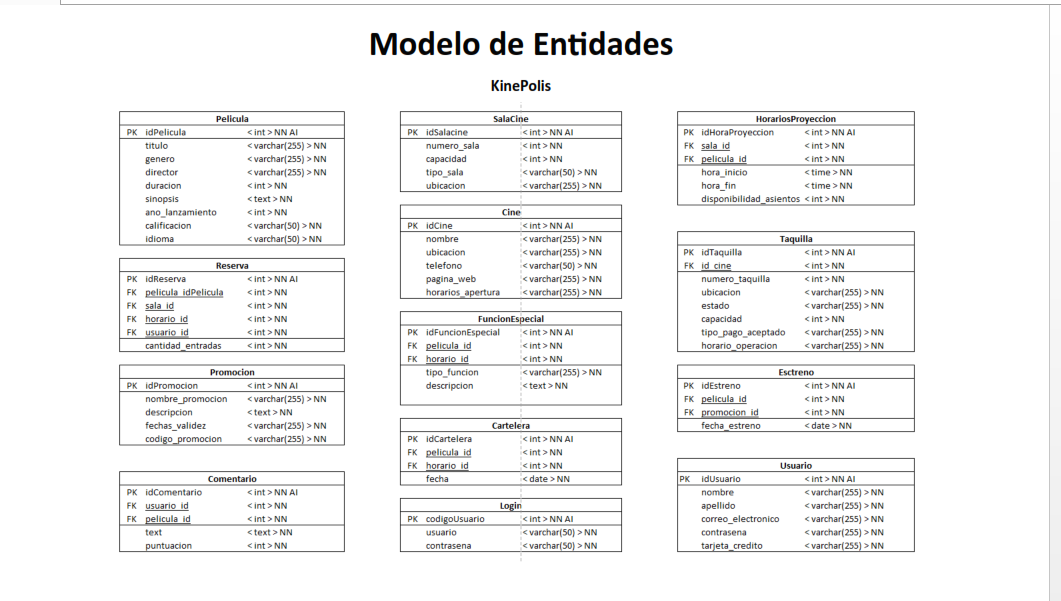 Modelo de Entidades
KinePolis
Pelicula
PK idPelicula < int > NN AI
titulo < varchar(255) > NN
genero < varchar(255) > NN
director < varchar(255) > NN
duracion < int > NN
sinopsis < text > NN
ano_lanzamiento < int > NN
calificacion < varchar(50) > NN
idioma < varchar(50) > NN
Reserva
PK idReserva < int > NN AI
FK pelicula_idPelicula < int > NN
FK sala_id < int > NN
FK horario_id < int > NN
FK usuario_id < int > NN
cantidad_entradas < int > NN
Promocion
PK idPromocion < int > NN AI
nombre_promocion < varchar(255) > NN
descripcion < text > NN
fechas_validez < varchar(255) > NN
codigo_promocion < varchar(255) > NN
Comentario
PK idComentario < int > NN AI
FK usuario_id < int > NN
FK pelicula_id < int > NN
text < text > NN
puntuacion < int > NN
SalaCine
PK idSalacine < int > NN AI
numero_sala < int > NN
capacidad < int > NN
tipo_sala < varchar(50) > NN
ubicacion < varchar(255) > NN
Cine
PK idCine < int > NN AI
nombre < varchar(255) > NN
ubicacion < varchar(255) > NN
telefono < varchar(50) > NN
pagina_web < varchar(255) > NN
horarios_apertura < varchar(255) > NN
FuncionEspecial
PK idFuncionEspecial < int > NN AI
FK pelicula_id < int > NN
FK horario_id < int > NN
tipo_funcion < varchar(255) > NN
descripcion < text > NN
Cartelera
PK idCartelera < int > NN AI
FK pelicula_id < int > NN
FK horario_id < int > NN
fecha < date > NN
Login
PK codigoUsuario < int > NN AI
usuario < varchar(50) > NN
contrasena < varchar(50) > NN
HorariosProyeccion
PK idHoraProyeccion < int > NN AI
FK sala_id < int > NN
FK pelicula_id < int > NN
hora_inicio < time > NN
hora_fin < time > NN
disponibilidad_asientos < int > NN
Taquilla
PK idTaquilla < int > NN AI
FK id_cine < int > NN
numero_taquilla < int > NN
ubicacion < varchar(255) > NN
estado < varchar(255) > NN
capacidad < int > NN
tipo_pago_aceptado < varchar(255) > NN
horario_operacion < varchar(255) > NN
Esctreno
PK idEstreno < int > NN AI
FK pelicula_id < int > NN
FK promocion_id < int > NN
fecha_estreno < date > NN
Usuario
PK idUsuario < int > NN AI
nombre < varchar(255) > NN
apellido < varchar(255) > NN
correo_electronico < varchar(255) > NN
contrasena < varchar(255) > NN
tarjeta_credito < varchar(255) > NN